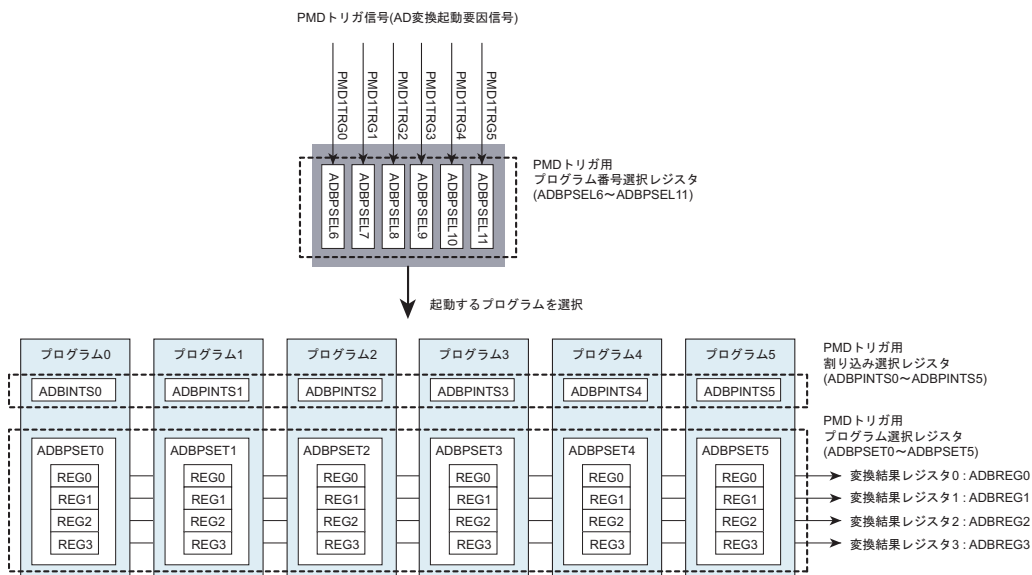 PMDトリガ信号(AD変換起動要因信号)
PMD1TRG0
PMD1TRG1
PMD1TRG2
PMD1TRG3
PMD1TRG4
PMD1TRG5
ADBPSEL6
ADBPSEL7
ADBPSEL8
ADBPSEL9
ADBPSEL10
ADBPSEL11
PMDトリガ用
プログラム番号選択レジスタ
(ADBPSEL6～ADBPSEL11)
起動するプログラムを選択
プログラム0
プログラム1
プログラム2
プログラム3
プログラム4
プログラム5
PMDトリガ用
割り込み選択レジスタ
(ADBPINTS0～ADBPINTS5)
ADBINTS0
ADBPINTS1
ADBPINTS2
ADBPINTS3
ADBPINTS4
ADBPINTS5
PMDトリガ用
プログラム選択レジスタ
(ADBPSET0～ADBPSET5)
ADBPSET0
ADBPSET1
ADBPSET2
ADBPSET3
ADBPSET4
ADBPSET5
REG0
REG0
REG0
REG0
REG0
REG0
変換結果レジスタ0 : ADBREG0
REG1
REG1
REG1
REG1
REG1
REG1
変換結果レジスタ1 : ADBREG1
REG2
REG2
REG2
REG2
REG2
REG2
変換結果レジスタ2 : ADBREG2
REG3
REG3
REG3
REG3
REG3
REG3
変換結果レジスタ3 : ADBREG3